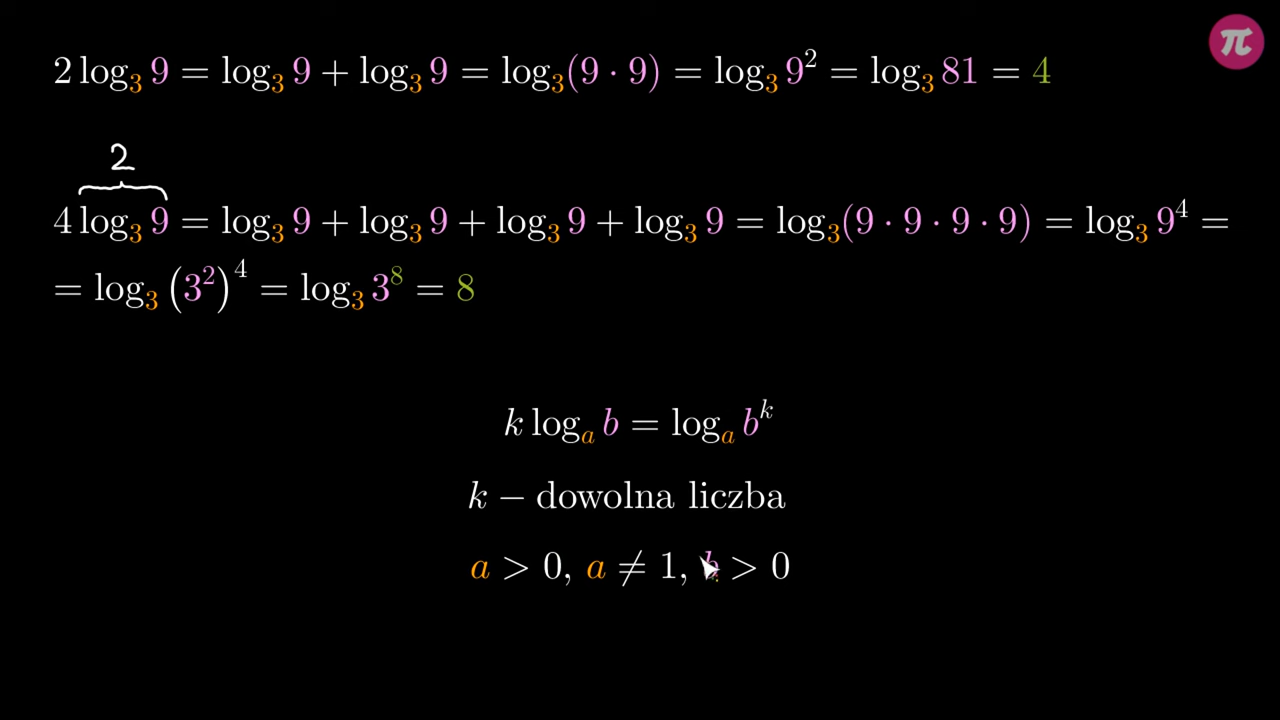 π
2 log₃ 9 = log₃ 9 + log₃ 9 = log₃(9 · 9) = log₃ 9² = log₃ 81 = 4
2
4 log₃ 9 = log₃ 9 + log₃ 9 + log₃ 9 + log₃ 9 = log₃(9 · 9 · 9 · 9) = log₃ 9⁴ =
= log₃ (3²)⁴ = log₃ 3⁸ = 8
k logₐ b = logₐ bᵏ
k – dowolna liczba
a > 0, a ≠ 1, b > 0